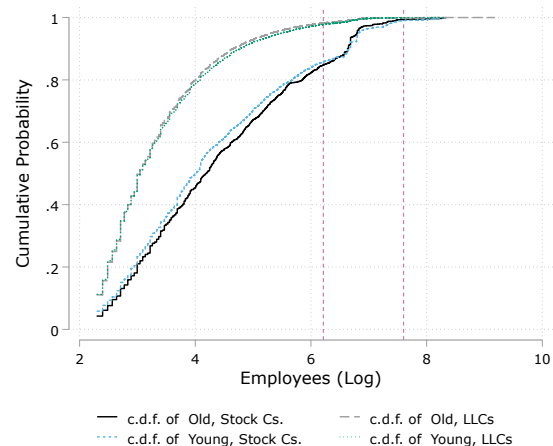 1
.8
.6
.4
.2
0
Cumulative Probability
2 4 6 8 10
Employees (Log)
c.d.f. of Old, Stock Cs. c.d.f. of Old, LLCs
c.d.f. of Young, Stock Cs. c.d.f. of Young, LLCs